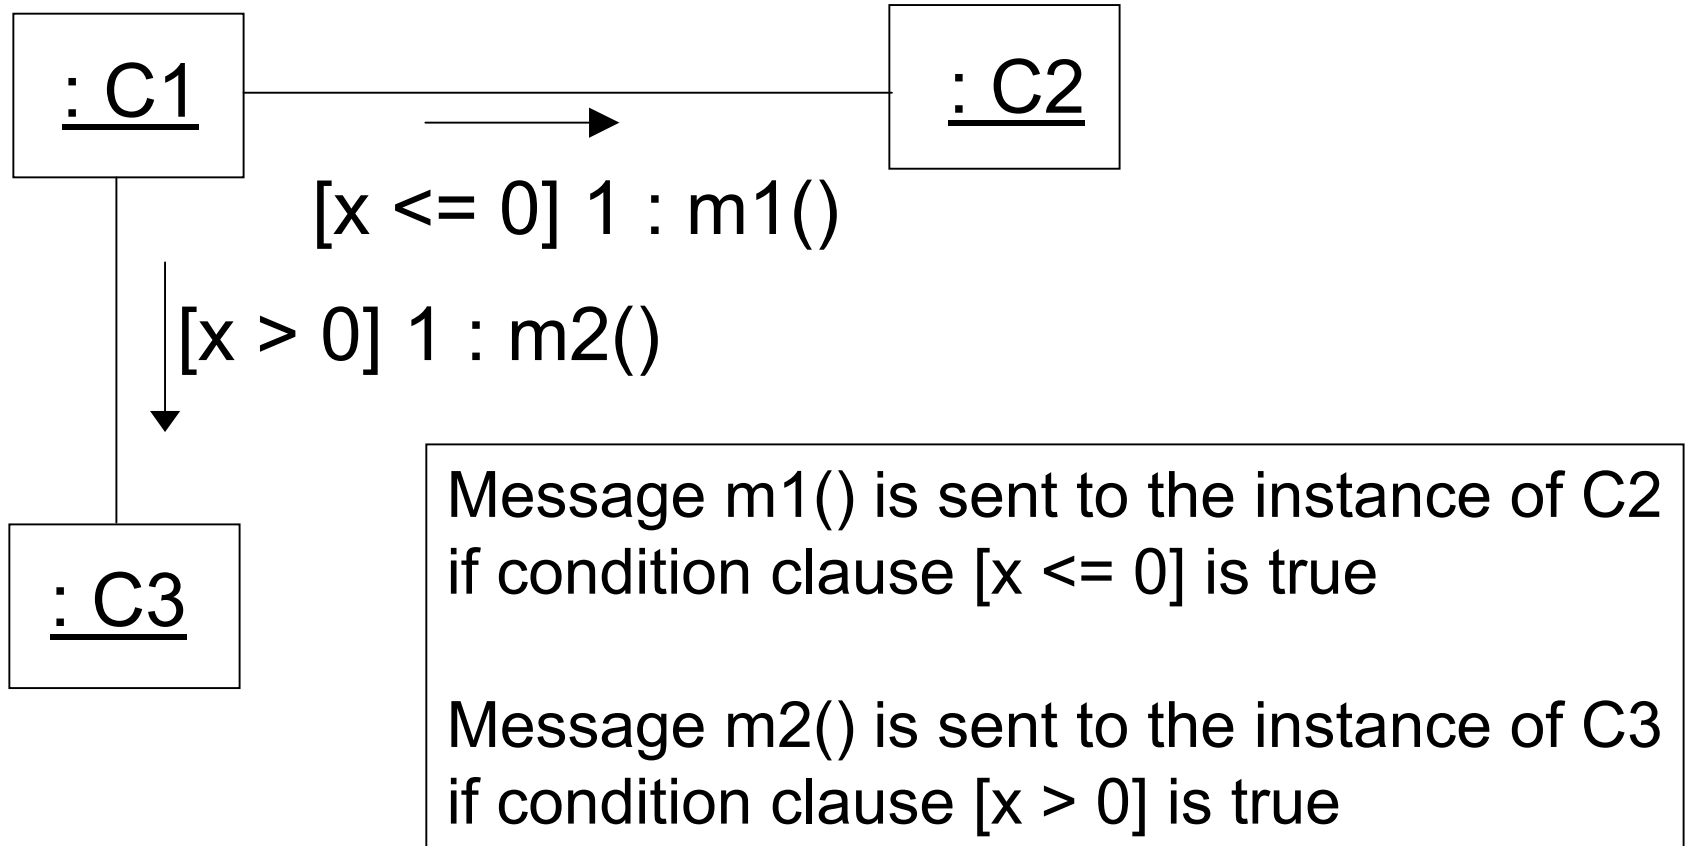 : C1
: C2
[x <= 0] 1 : m1()
[x > 0] 1 : m2()
: C3
Message m1() is sent to the instance of C2
if condition clause [x <= 0] is true
Message m2() is sent to the instance of C3
if condition clause [x > 0] is true